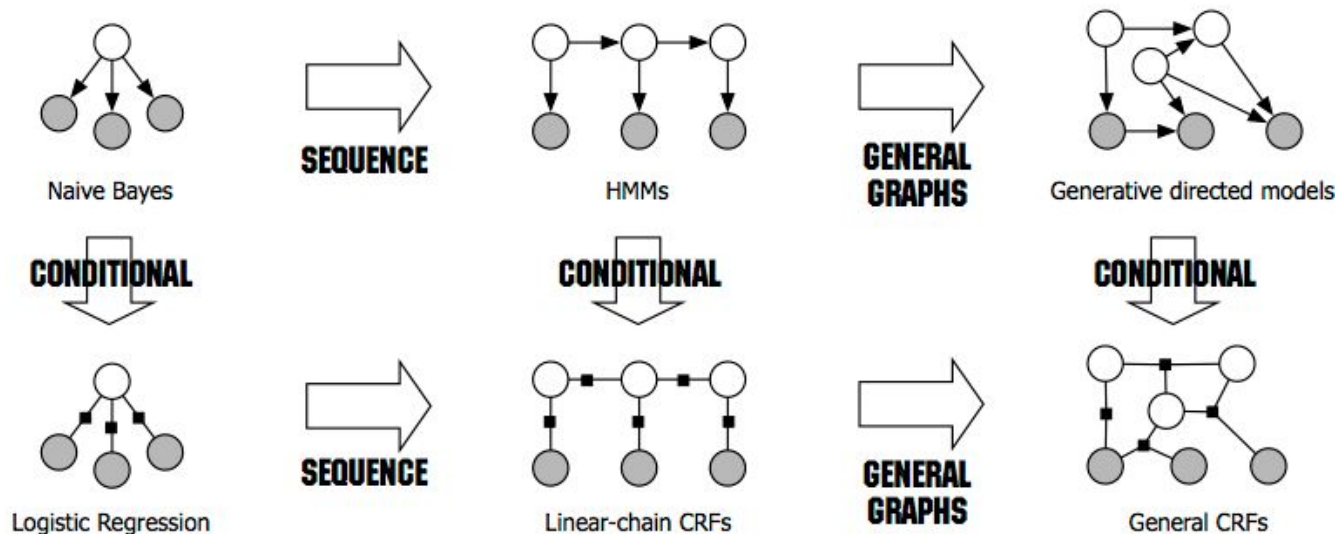 SEQUENCE
GENERAL
GRAPHS
Naive Bayes
HMMs
Generative directed models
CONDITIONAL
CONDITIONAL
CONDITIONAL
SEQUENCE
GENERAL
GRAPHS
Logistic Regression
Linear-chain CRFs
General CRFs